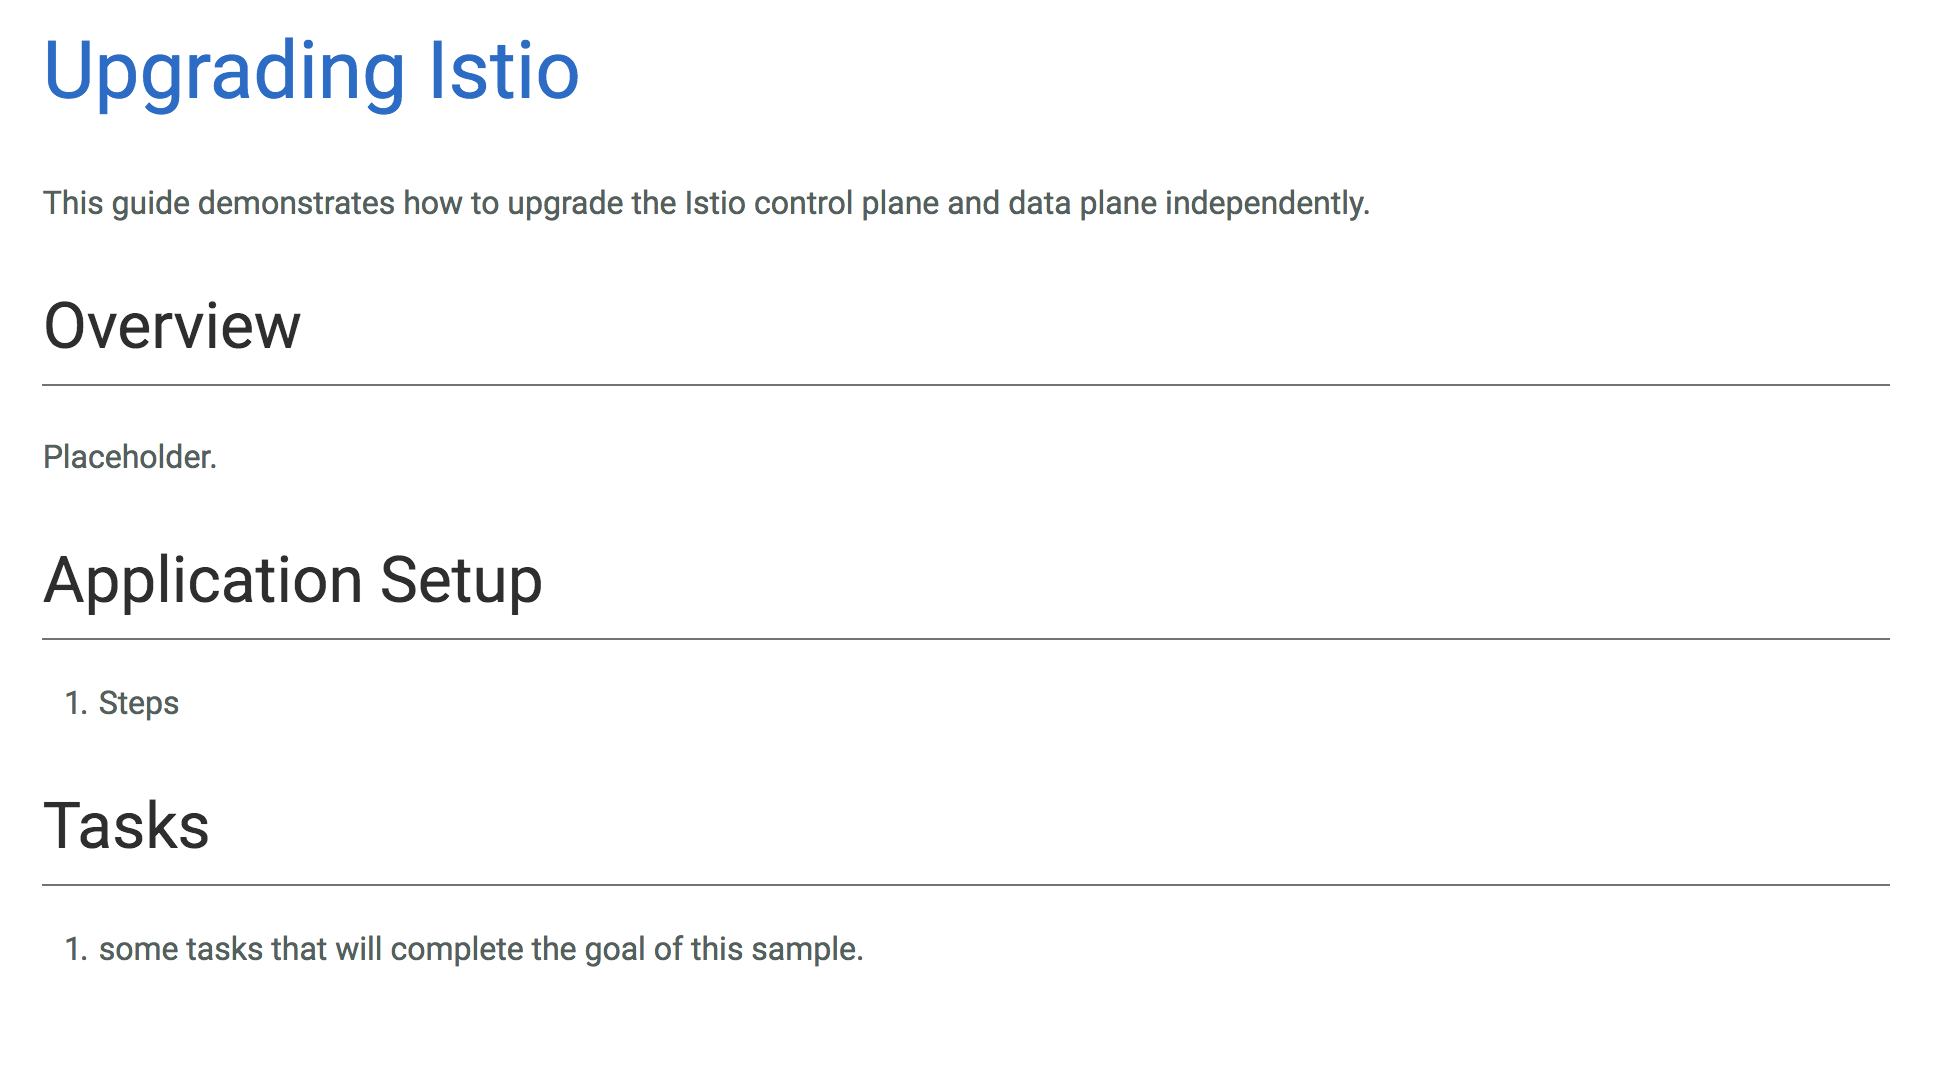 Upgrading Istio
This guide demonstrates how to upgrade the Istio control plane and data plane independently.
Overview
Placeholder.
Application Setup
1. Steps
Tasks
1. some tasks that will complete the goal of this sample.